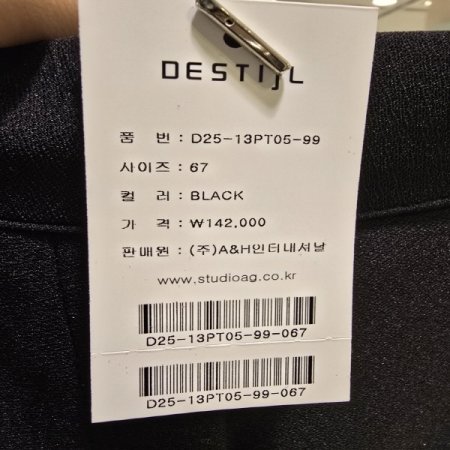 DESTIJL
품 번 : D25-13PT05-99
사이즈 : 67
컬 러 : BLACK
가 격 : ₩142,000
판매원 : (주)A&H인터내셔날
www.studioag.co.kr
D25-13PT05-99-067
D25-13PT05-99-067